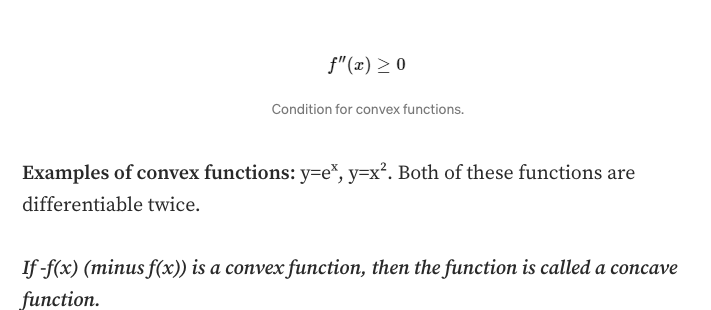 f″(x) ≥ 0
Condition for convex functions.
Examples of convex functions: y=eˣ, y=x². Both of these functions are
differentiable twice.
If -f(x) (minus f(x)) is a convex function, then the function is called a concave
function.